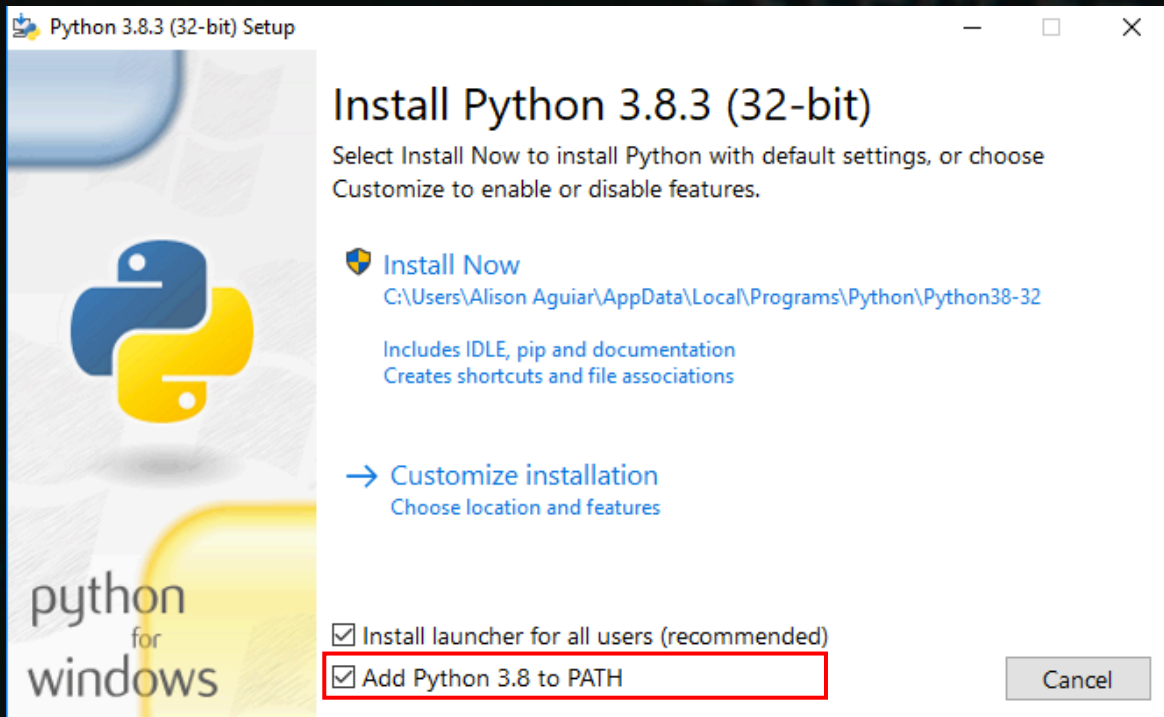 Python 3.8.3 (32-bit) Setup
Install Python 3.8.3 (32-bit)
Select Install Now to install Python with default settings, or choose
Customize to enable or disable features.
Install Now
C:\Users\Alison Aguiar\AppData\Local\Programs\Python\Python38-32
Includes IDLE, pip and documentation
Creates shortcuts and file associations
Customize installation
Choose location and features
python
for
windows
Install launcher for all users (recommended)
Add Python 3.8 to PATH
Cancel